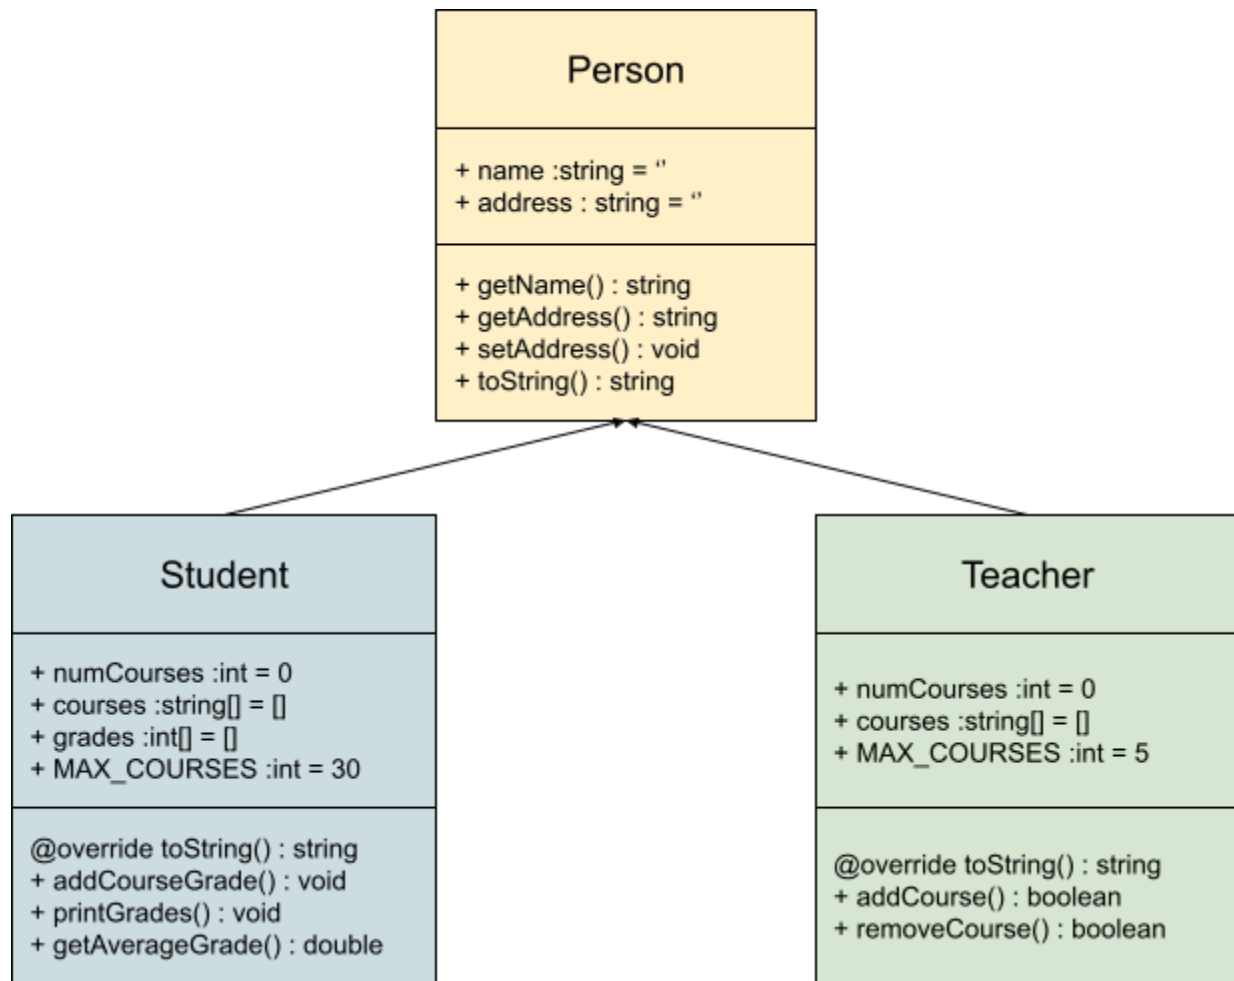 Person
+ name :string = ‘’
+ address : string = ‘’
+ getName() : string
+ getAddress() : string
+ setAddress() : void
+ toString() : string
Student
+ numCourses :int = 0
+ courses :string[] = []
+ grades :int[] = []
+ MAX_COURSES :int = 30
@override toString() : string
+ addCourseGrade() : void
+ printGrades() : void
+ getAverageGrade() : double
Teacher
+ numCourses :int = 0
+ courses :string[] = []
+ MAX_COURSES :int = 5
@override toString() : string
+ addCourse() : boolean
+ removeCourse() : boolean